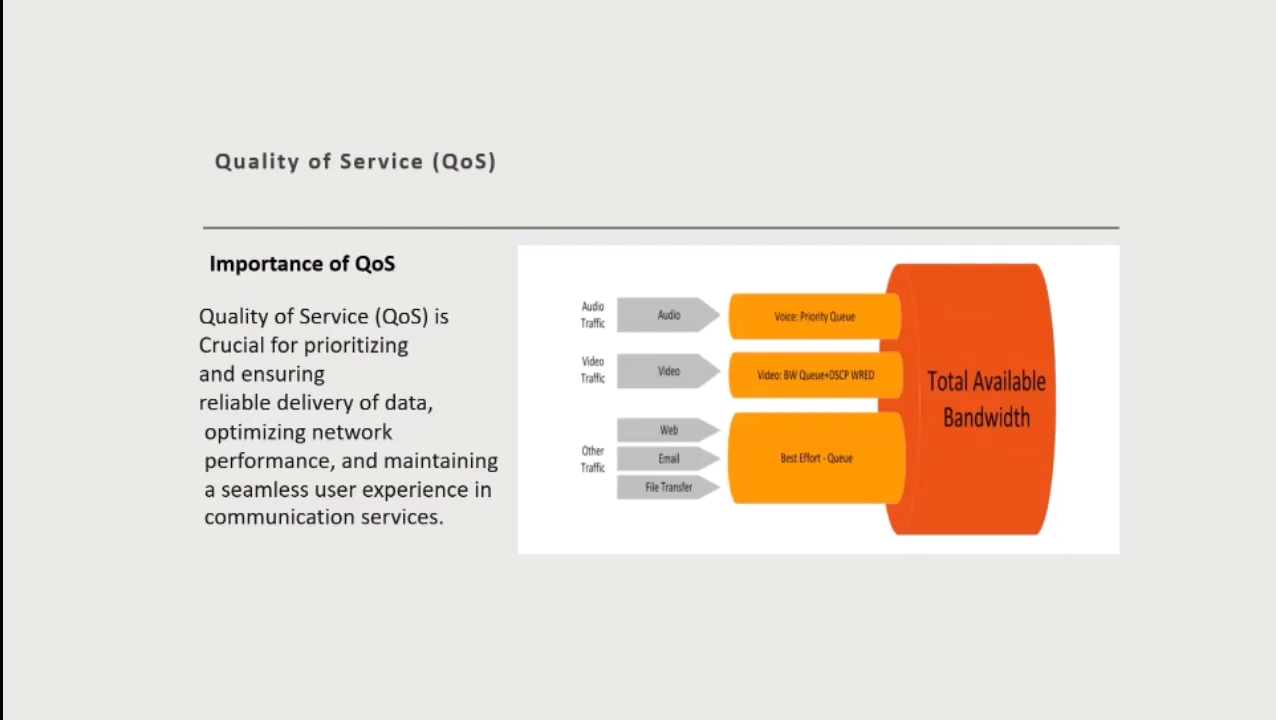 Quality of Service (QoS)
Importance of QoS
Quality of Service (QoS) is
Crucial for prioritizing
and ensuring
reliable delivery of data,
optimizing network
performance, and maintaining
a seamless user experience in
communication services.
Audio
Traffic
Audio
Voice: Priority Queue
Video
Traffic
Video
Video: BW Queue+DSCP WRED
Other
Traffic
Web
Email
File Transfer
Best Effort - Queue
Total Available
Bandwidth